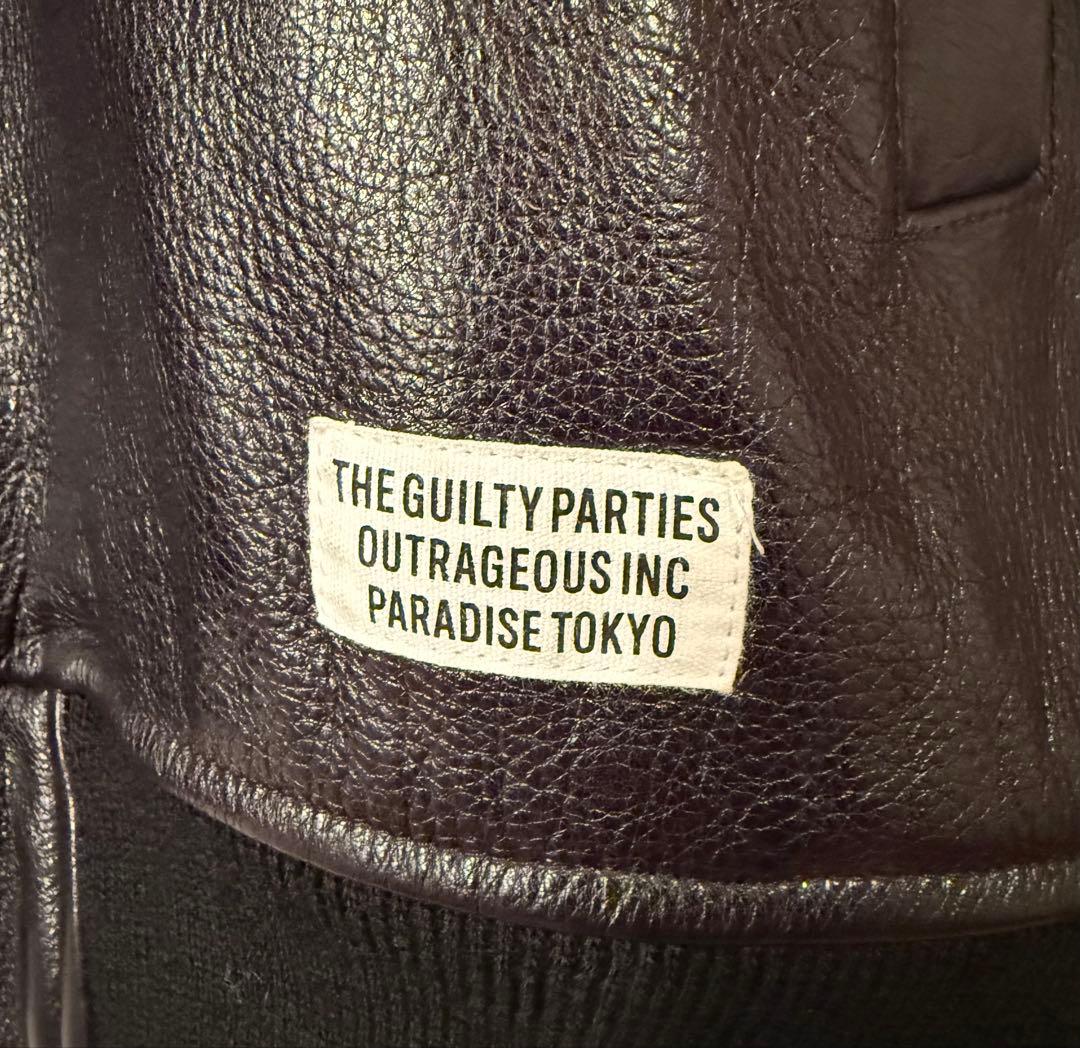 THE GUILTY PARTIES
OUTRAGEOUS INC
PARADISE TOKYO